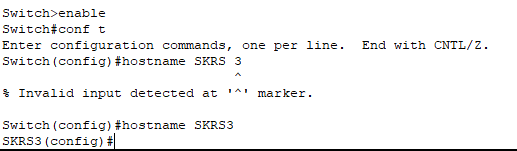 Switch>enable
Switch#conf t
Enter configuration commands, one per line.  End with CNTL/Z.
Switch(config)#hostname SKRS 3
                              ^
% Invalid input detected at '^' marker.

Switch(config)#hostname SKRS3
SKRS3(config)#